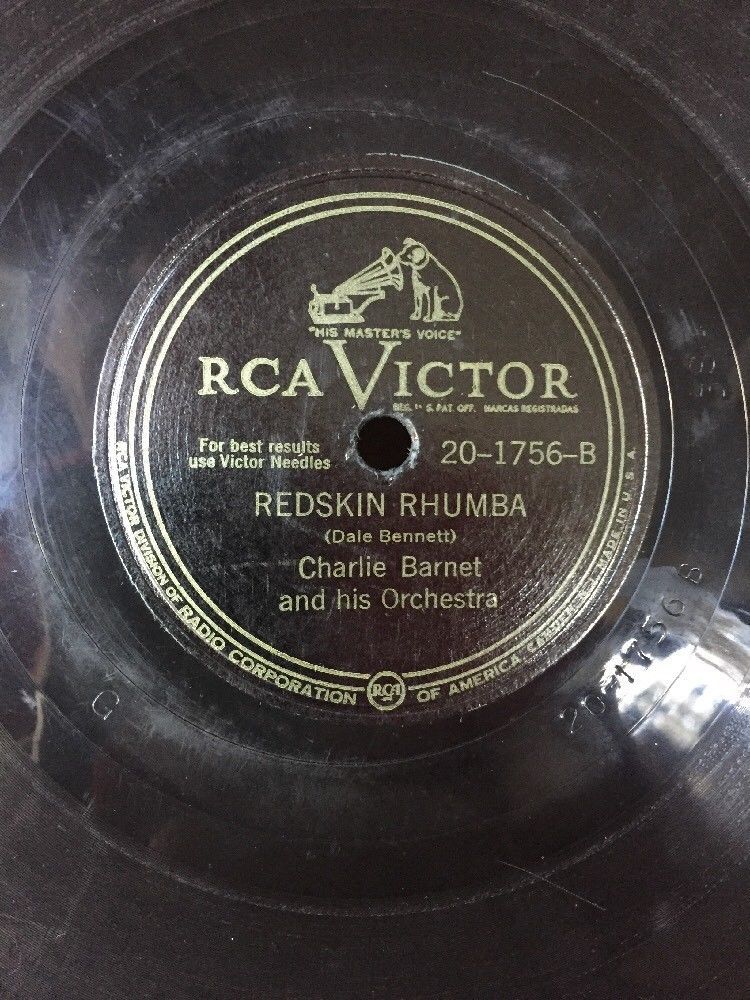 "HIS MASTER'S VOICE"
RCA VICTOR
REG. U. S. PAT. OFF. MARCAS REGISTRADAS
For best results
use Victor Needles
20-1756-B
REDSKIN RHUMBA
(Dale Bennett)
Charlie Barnet
and his Orchestra
RCA VICTOR DIVISION OF RADIO CORPORATION RCA OF AMERICA, CAMDEN, N.J. MADE IN U.S.A.
20-1756 B
G